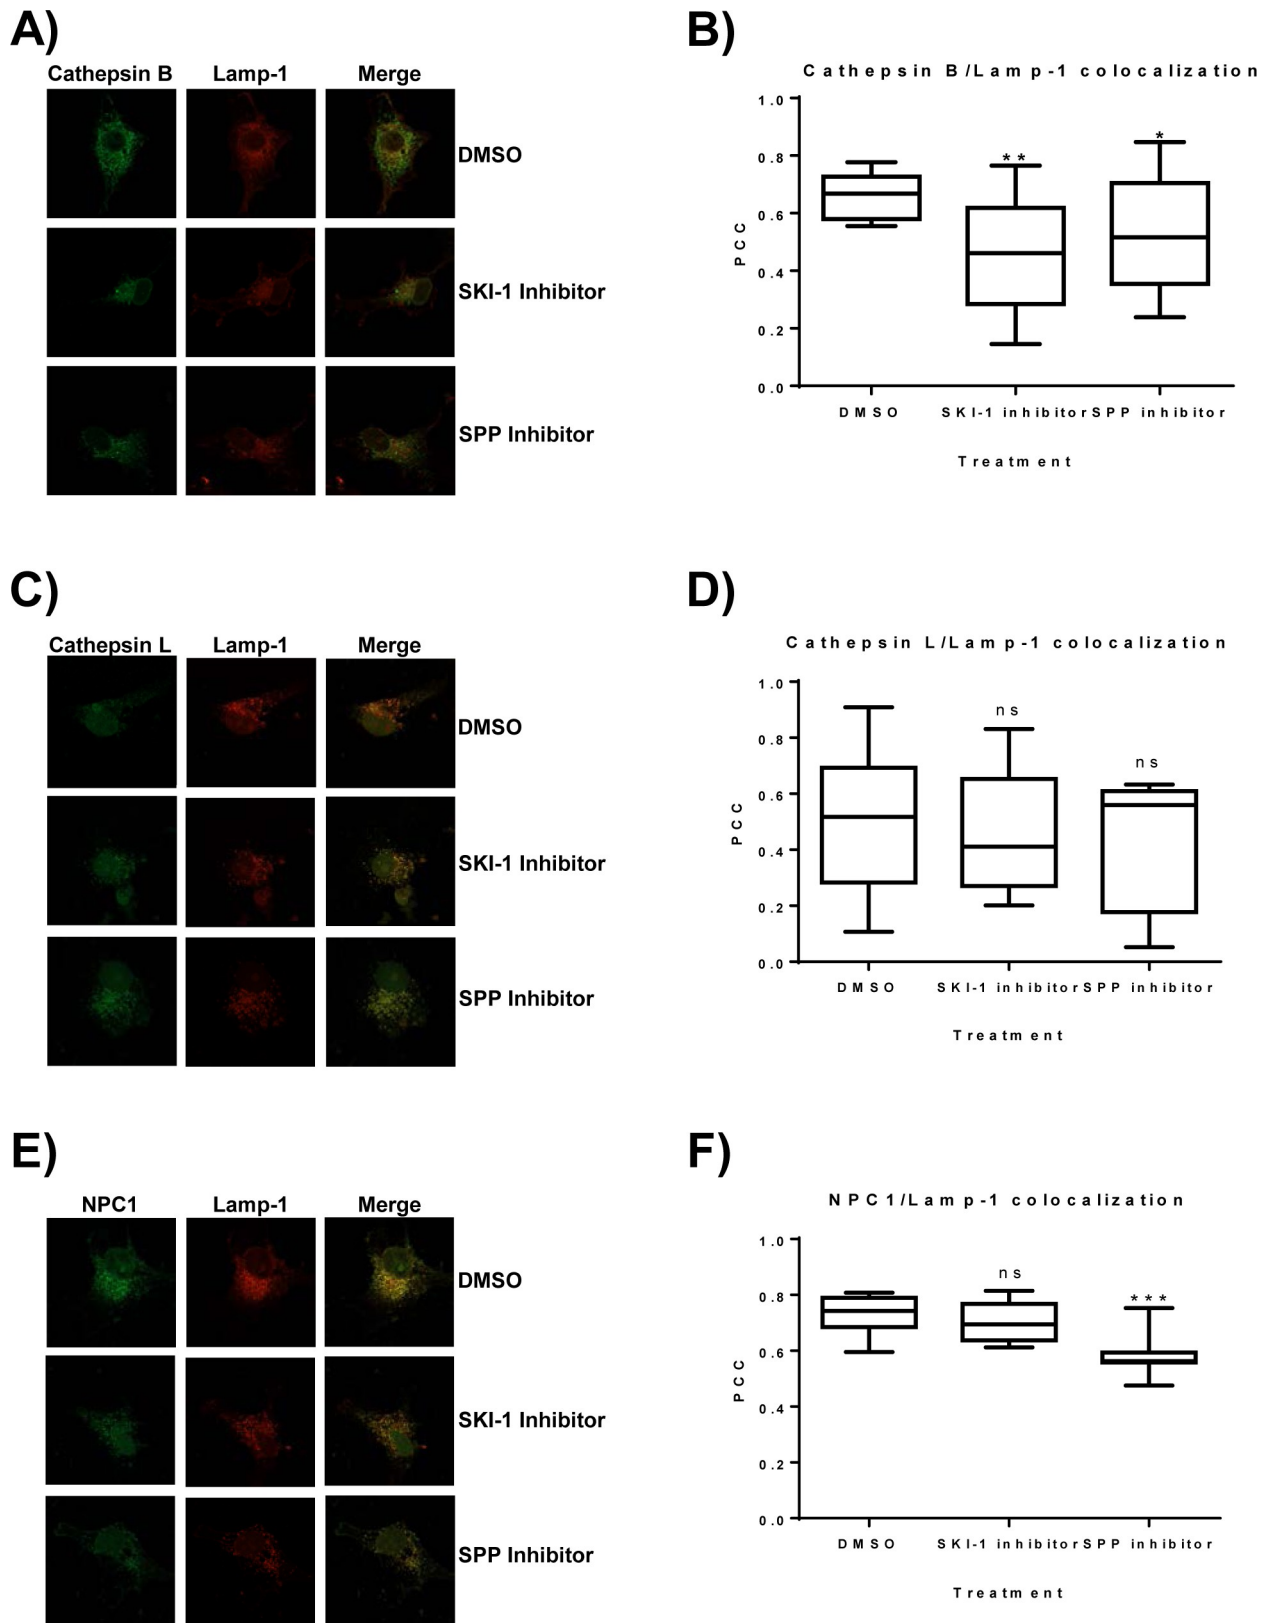 A)
Cathepsin B Lamp-1 Merge
DMSO
SKI-1 Inhibitor
SPP Inhibitor
B)
Cathepsin B/Lamp-1 colocalization
1.0
0.8
0.6
0.4
0.2
0.0
PCC
**
*
DMSO SKI-1 inhibitor SPP inhibitor
Treatment
C)
Cathepsin L Lamp-1 Merge
DMSO
SKI-1 Inhibitor
SPP Inhibitor
D)
Cathepsin L/Lamp-1 colocalization
1.0
0.8
0.6
0.4
0.2
0.0
PCC
ns
ns
DMSO SKI-1 inhibitor SPP inhibitor
Treatment
E)
NPC1 Lamp-1 Merge
DMSO
SKI-1 Inhibitor
SPP Inhibitor
F)
NPC1/Lamp-1 colocalization
1.0
0.8
0.6
0.4
0.2
0.0
PCC
ns
***
DMSO SKI-1 inhibitor SPP inhibitor
Treatment